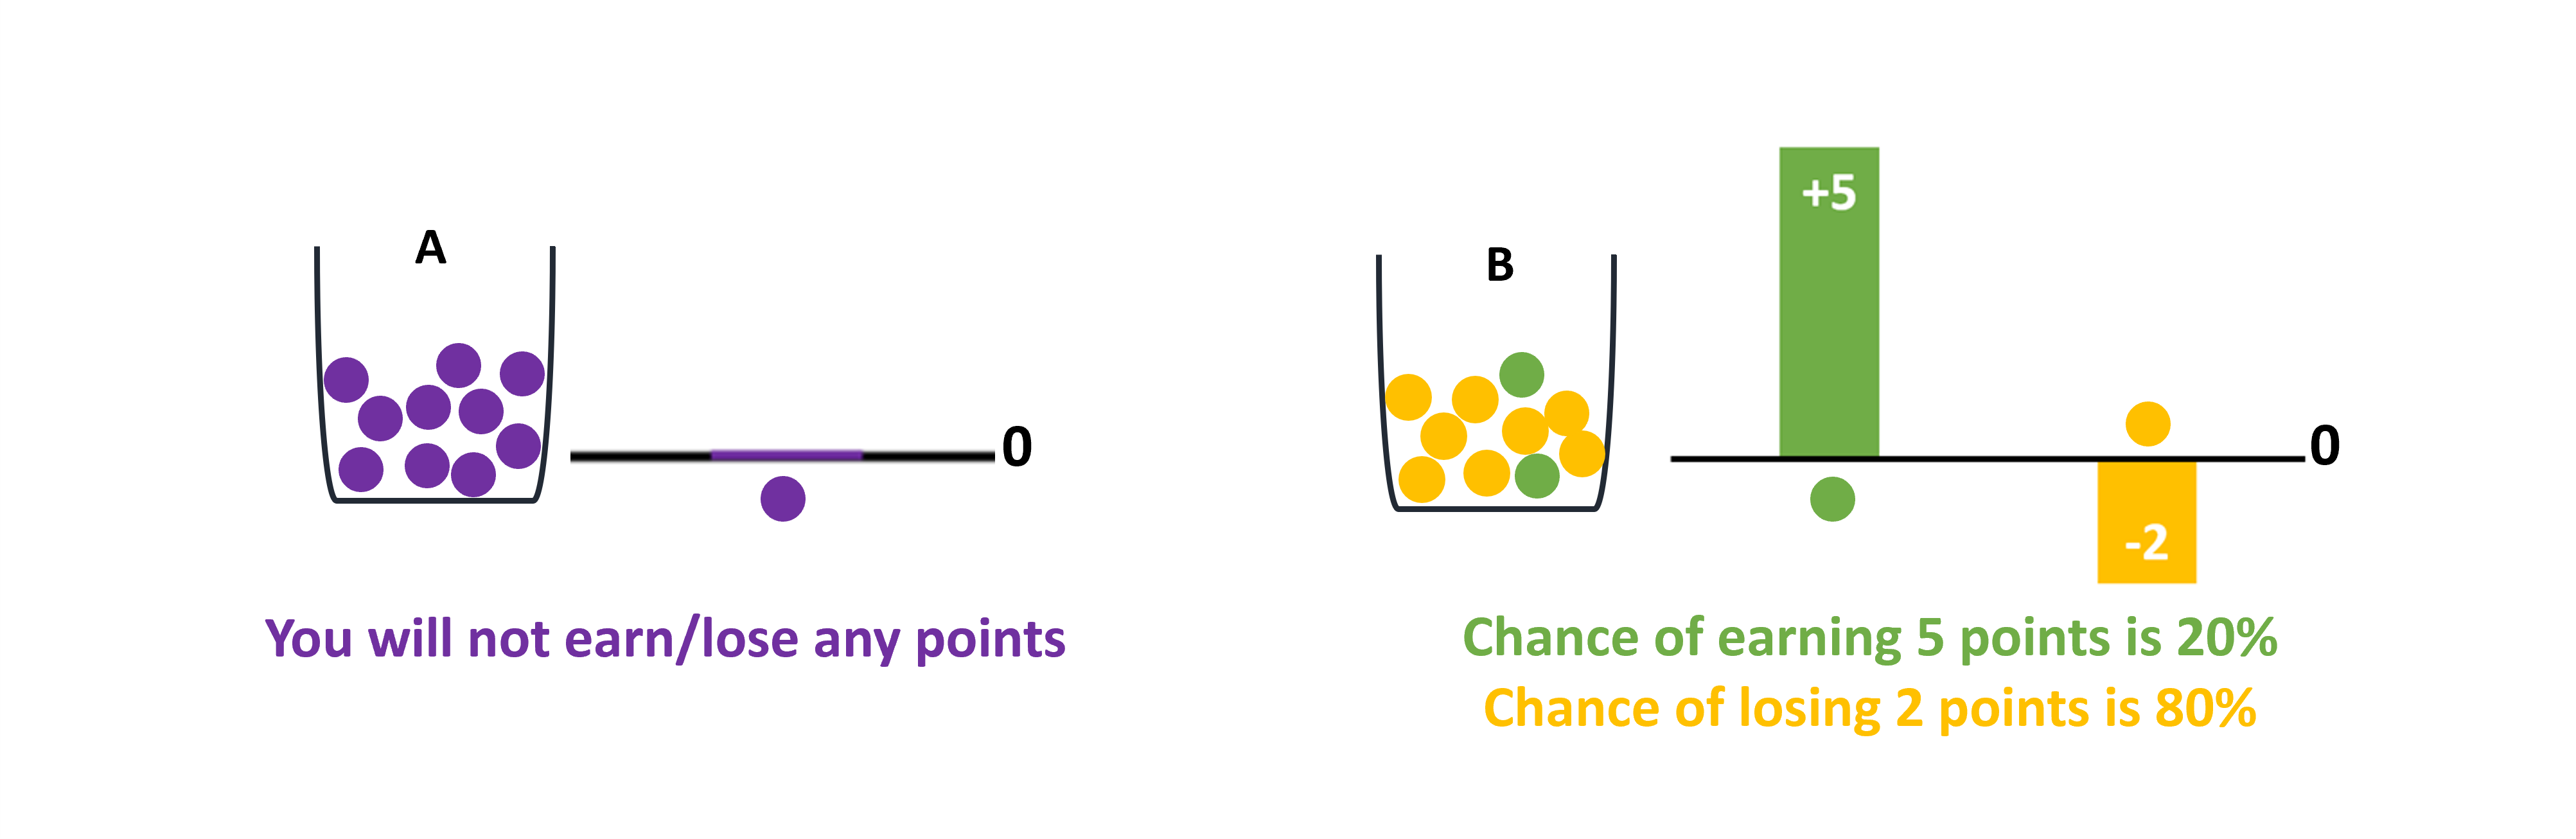 A
0
You will not earn/lose any points
B
+5
0
-2
Chance of earning 5 points is 20%
Chance of losing 2 points is 80%